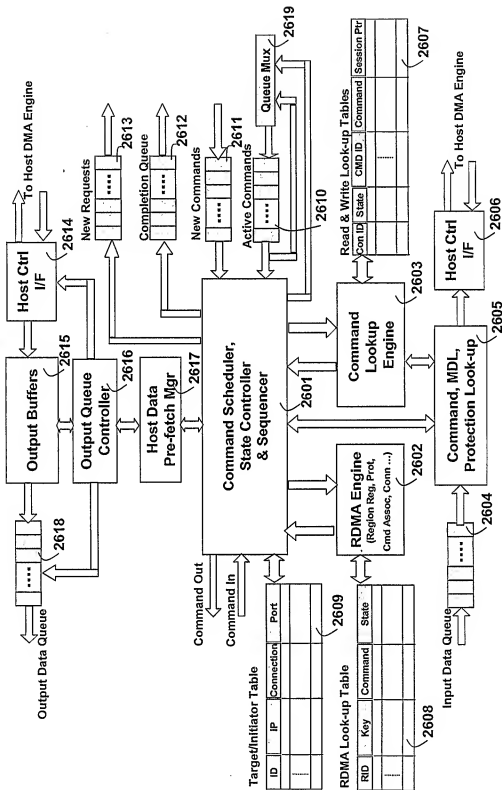 To Host DMA Engine
2614
Host Ctrl
I/F
New Requests
2613
Completion Queue
2612
New Commands
2611
Active Commands
2610
2619
Queue Mux
Read & Write Look-up Tables
Con ID State CMD ID Command Session Ptr
2607
Output Buffers
2615
Output Queue
Controller
2616
Host Data
Pre-fetch Mgr
2617
Command Scheduler,
State Controller
& Sequencer
2601
Command
Lookup
Engine
2603
To Host DMA Engine
Host Ctrl
I/F
2606
2618
Output Data Queue
Command Out
Command In
RDMA Engine
(Region Reg, Prot,
Cmd Assoc, Conn ...)
2602
Command, MDL,
Protection Look-up
2605
Target/Initiator Table
ID IP Connection Port
2609
RDMA Look-up Table
RID Key Command State
2608
2604
Input Data Queue